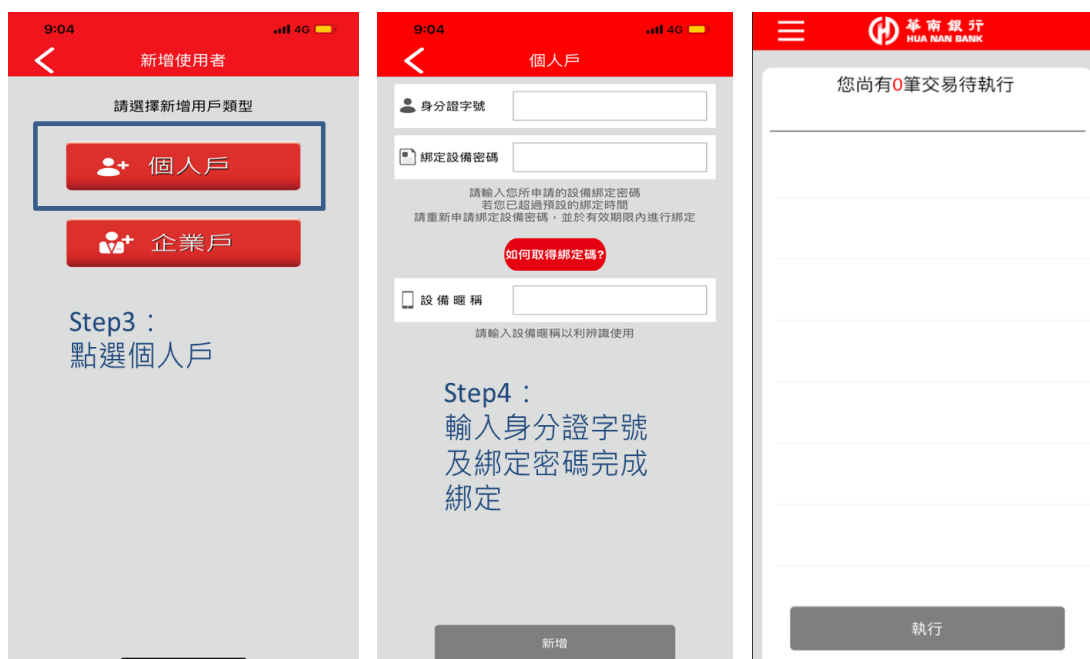 9:04
4G
新增使用者
請選擇新增用戶類型
個人戶
企業戶
Step3：
點選個人戶
9:04
4G
個人戶
身分證字號
綁定設備密碼
請輸入您所申請的設備綁定密碼
若您已超過預設的綁定時間
請重新申請綁定設備密碼，並於有效期限內進行綁定
如何取得綁定碼?
設備暱稱
請輸入設備暱稱以利辨識使用
Step4：
輸入身分證字號
及綁定密碼完成
綁定
新增
華南銀行
HUA NAN BANK
您尚有0筆交易待執行
執行